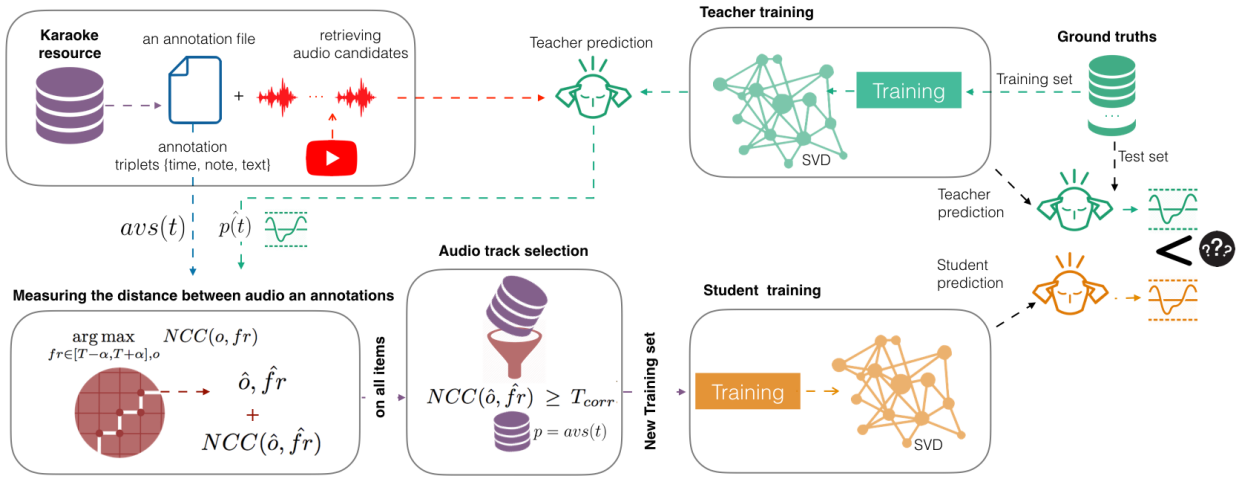 Karaoke
resource
an annotation file
retrieving
audio candidates
+
...
annotation
triplets {time, note, text}
Teacher prediction
Teacher training
Training
SVD
Ground truths
Training set
...
Test set
Teacher
prediction
<
???
Student
prediction
avs(t)
p(̂t)
Measuring the distance between audio an annotations
arg max NCC(o, fr)
fr∈[T−α,T+α],o
ô, f̂r
+
NCC(ô, f̂r)
on all items
Audio track selection
NCC(ô, f̂r) ≥ Tcorr
p = avs(t)
New Training set
Student training
Training
SVD